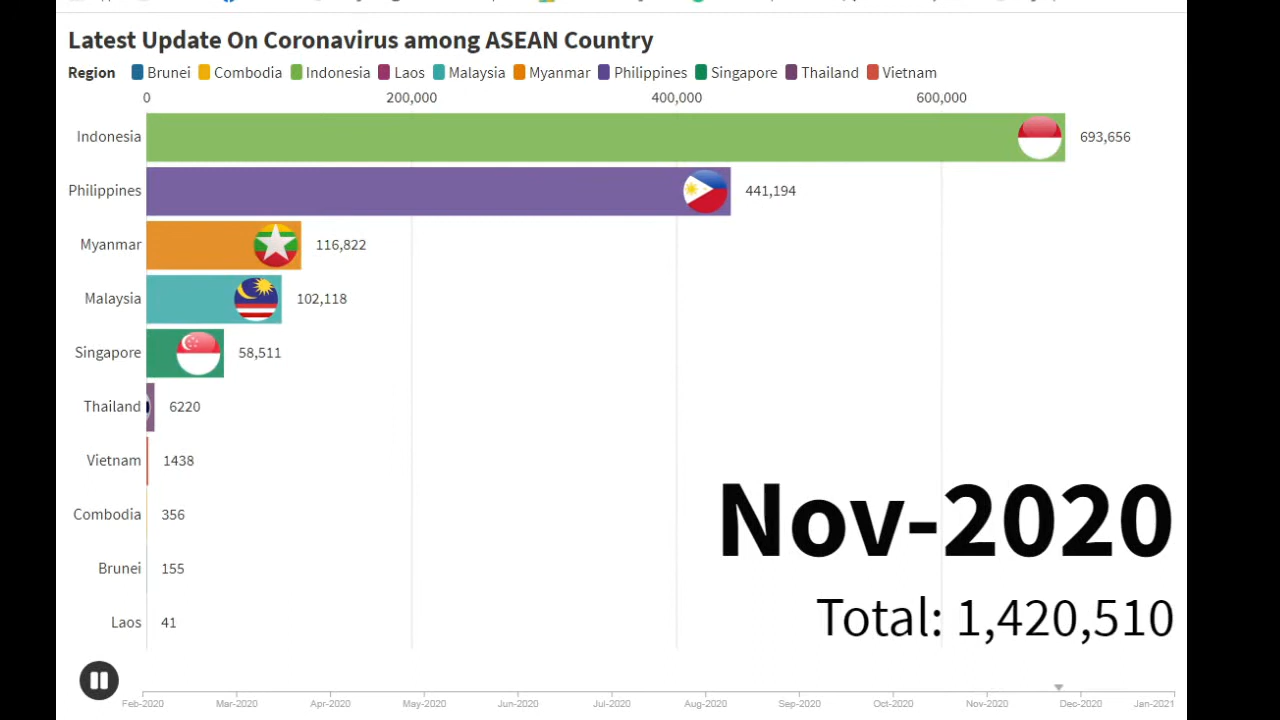 Latest Update On Coronavirus among ASEAN Country
Region Brunei Combodia Indonesia Laos Malaysia Myanmar Philippines Singapore Thailand Vietnam
0 200,000 400,000 600,000
Indonesia 693,656
Philippines 441,194
Myanmar 116,822
Malaysia 102,118
Singapore 58,511
Thailand 6220
Vietnam 1438
Combodia 356
Brunei 155
Laos 41
Nov-2020
Total: 1,420,510
Feb-2020 Mar-2020 Apr-2020 May-2020 Jun-2020 Jul-2020 Aug-2020 Sep-2020 Oct-2020 Nov-2020 Dec-2020 Jan-2021